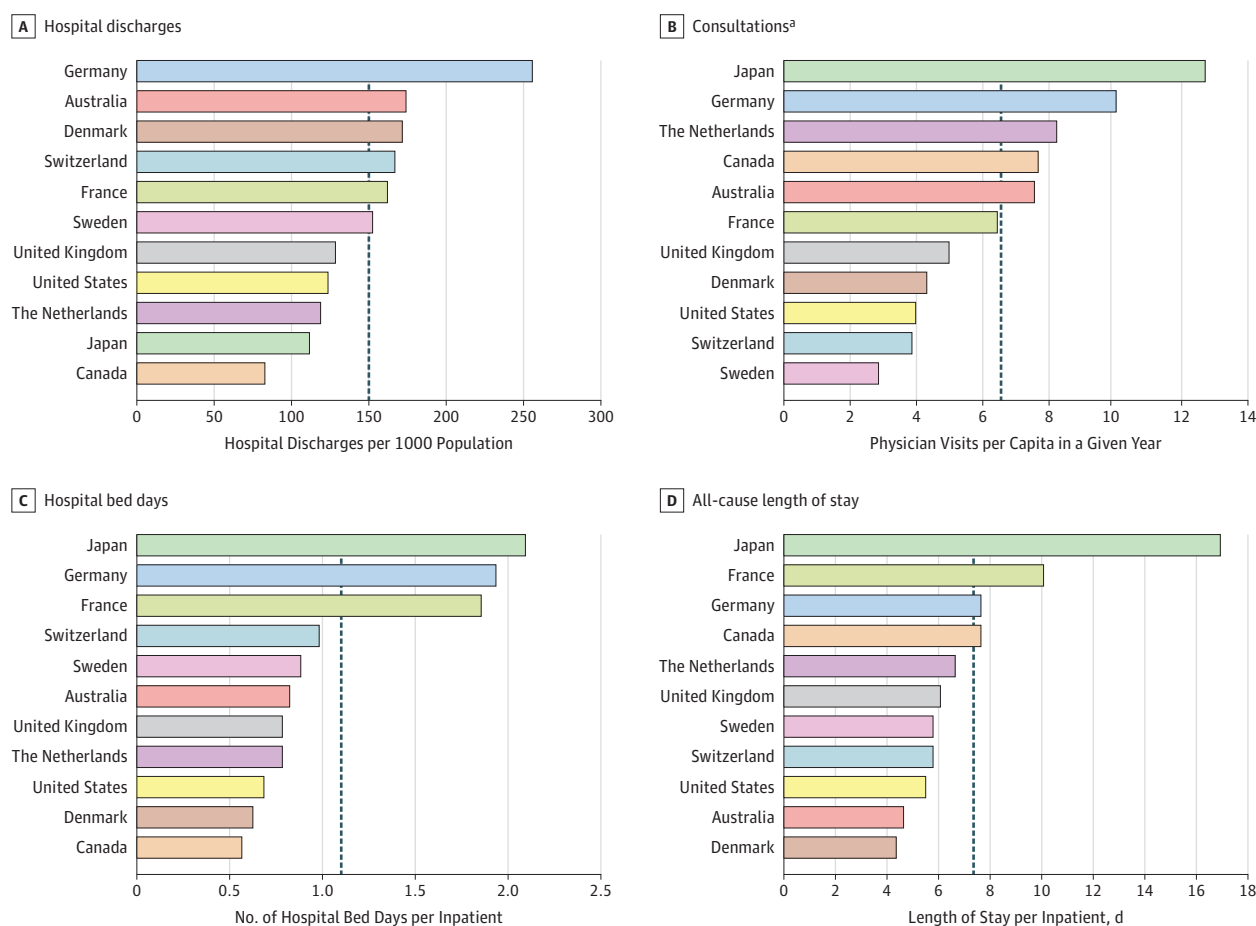 A Hospital discharges
Germany
Australia
Denmark
Switzerland
France
Sweden
United Kingdom
United States
The Netherlands
Japan
Canada
0 50 100 150 200 250 300
Hospital Discharges per 1000 Population
B Consultationsᵃ
Japan
Germany
The Netherlands
Canada
Australia
France
United Kingdom
Denmark
United States
Switzerland
Sweden
0 2 4 6 8 10 12 14
Physician Visits per Capita in a Given Year
C Hospital bed days
Japan
Germany
France
Switzerland
Sweden
Australia
United Kingdom
The Netherlands
United States
Denmark
Canada
0 0.5 1.0 1.5 2.0 2.5
No. of Hospital Bed Days per Inpatient
D All-cause length of stay
Japan
France
Germany
Canada
The Netherlands
United Kingdom
Sweden
Switzerland
United States
Australia
Denmark
0 2 4 6 8 10 12 14 16 18
Length of Stay per Inpatient, d